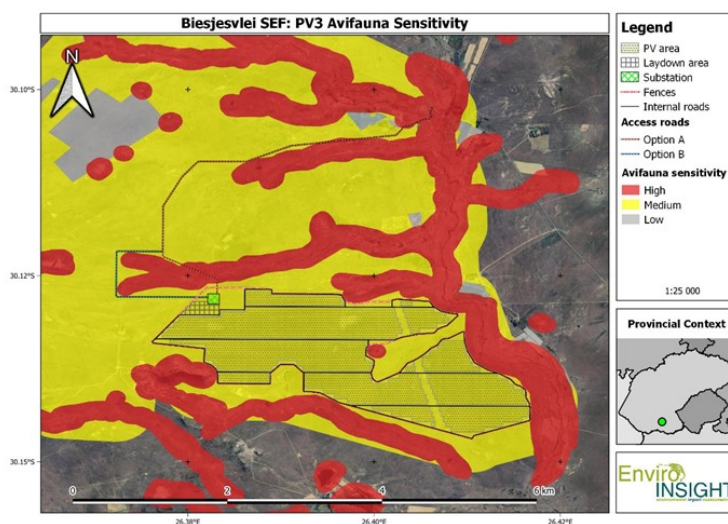 Biesjesvlei SEF: PV3 Avifauna Sensitivity
N
30.10°S
30.12°S
30.15°S
26.38°E
26.40°E
26.42°E
0
2
4
6 km
Legend
PV area
Laydown area
Substation
Fences
Internal roads
Access roads
Option A
Option B
Avifauna sensitivity
High
Medium
Low
1:25 000
Provincial Context
Enviro
INSIGHT